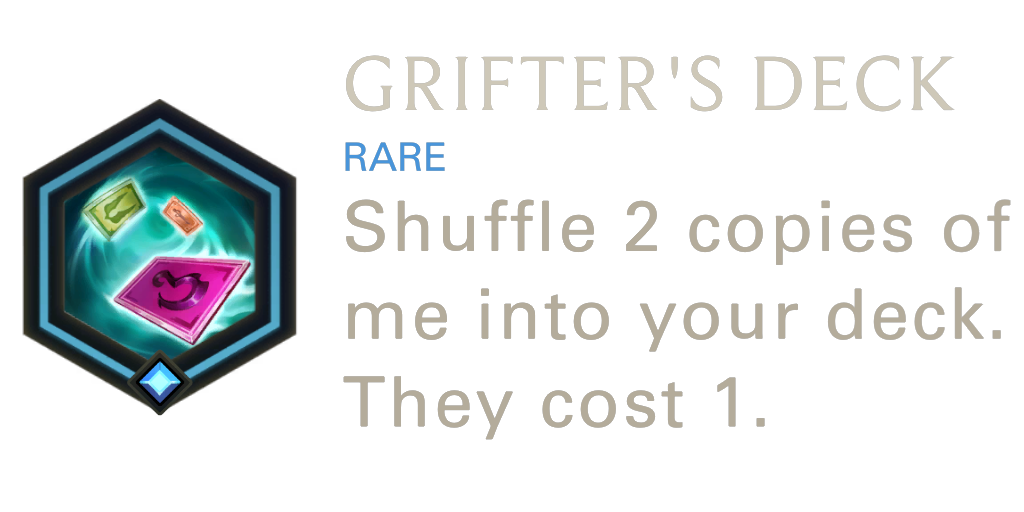 GRIFTER'S DECK
RARE
Shuffle 2 copies of
me into your deck.
They cost 1.